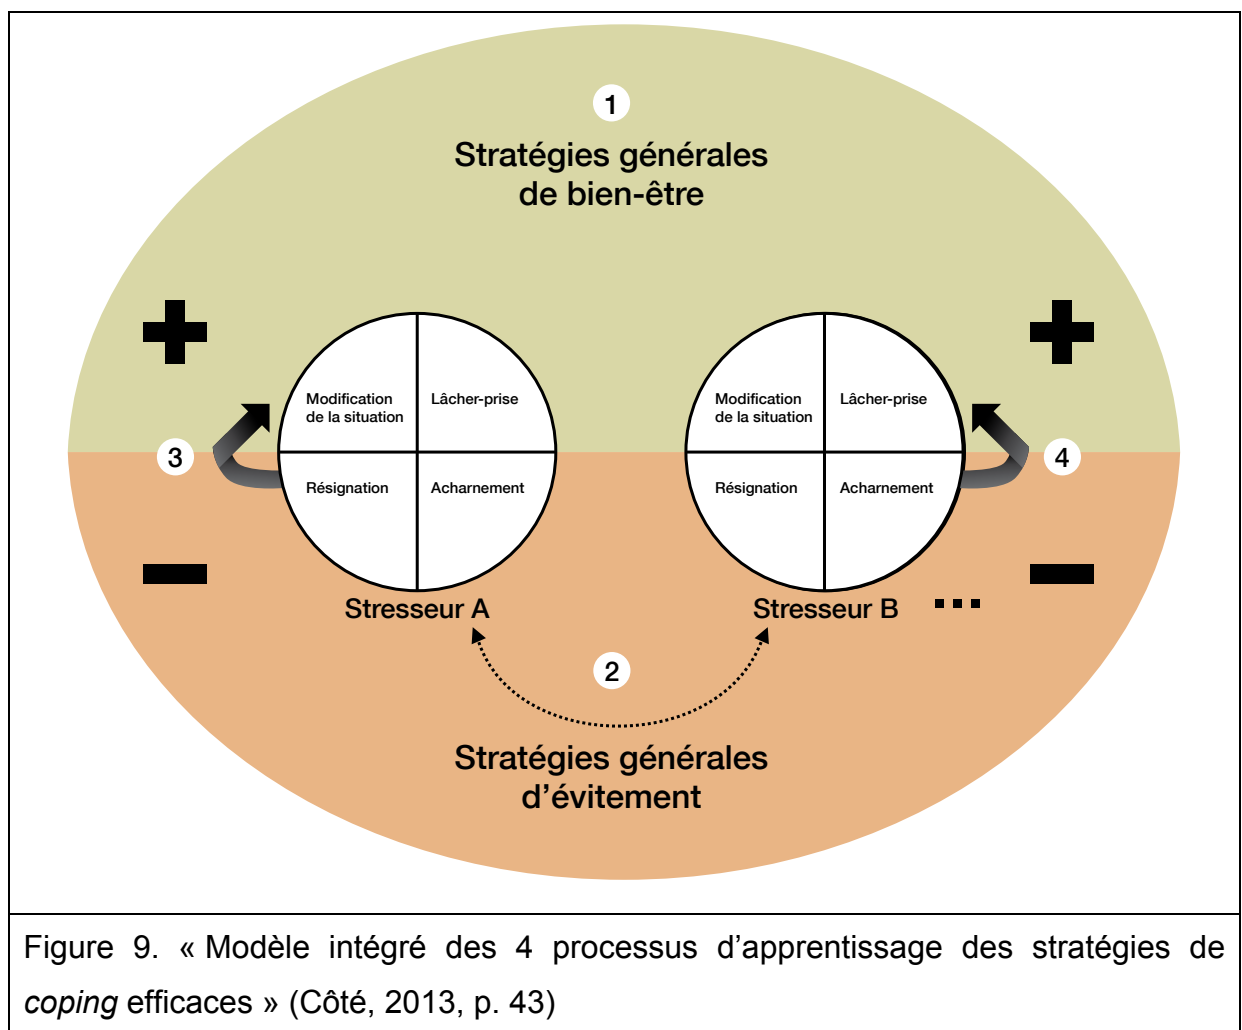 1
Stratégies générales
de bien-être
+
+
Modification
de la situation
Lâcher-prise
Modification
de la situation
Lâcher-prise
3
4
Résignation
Acharnement
Résignation
Acharnement
Stresseur A
Stresseur B ...
2
Stratégies générales
d’évitement
Figure 9. « Modèle intégré des 4 processus d’apprentissage des stratégies de
coping efficaces » (Côté, 2013, p. 43)